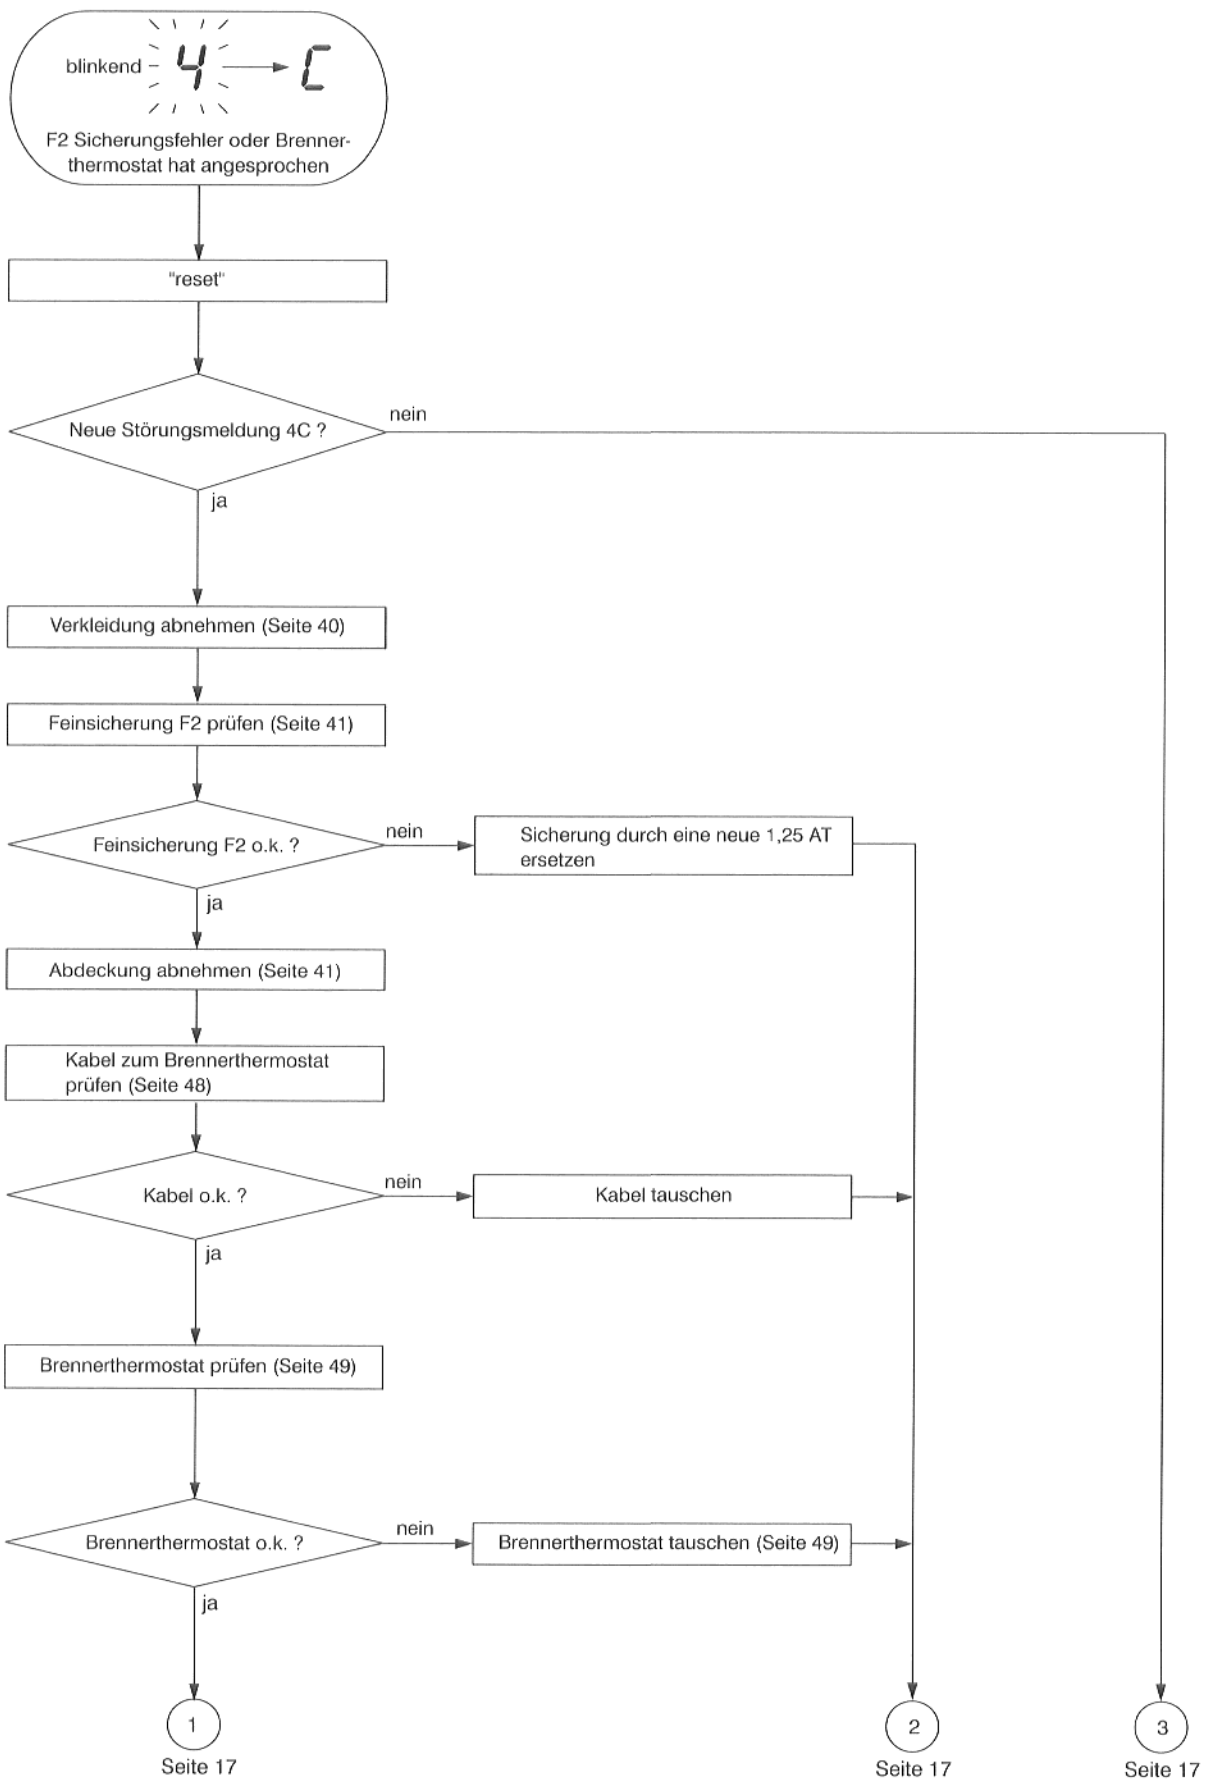 blinkend 4 C
F2 Sicherungsfehler oder Brenner-
thermostat hat angesprochen
"reset"
nein
Neue Störungsmeldung 4C ?
ja
Verkleidung abnehmen (Seite 40)
Feinsicherung F2 prüfen (Seite 41)
Feinsicherung F2 o.k. ?
nein
Sicherung durch eine neue 1,25 AT
ersetzen
ja
Abdeckung abnehmen (Seite 41)
Kabel zum Brennerthermostat
prüfen (Seite 48)
Kabel o.k. ?
nein
Kabel tauschen
ja
Brennerthermostat prüfen (Seite 49)
Brennerthermostat o.k. ?
nein
Brennerthermostat tauschen (Seite 49)
ja
1
Seite 17
2
Seite 17
3
Seite 17